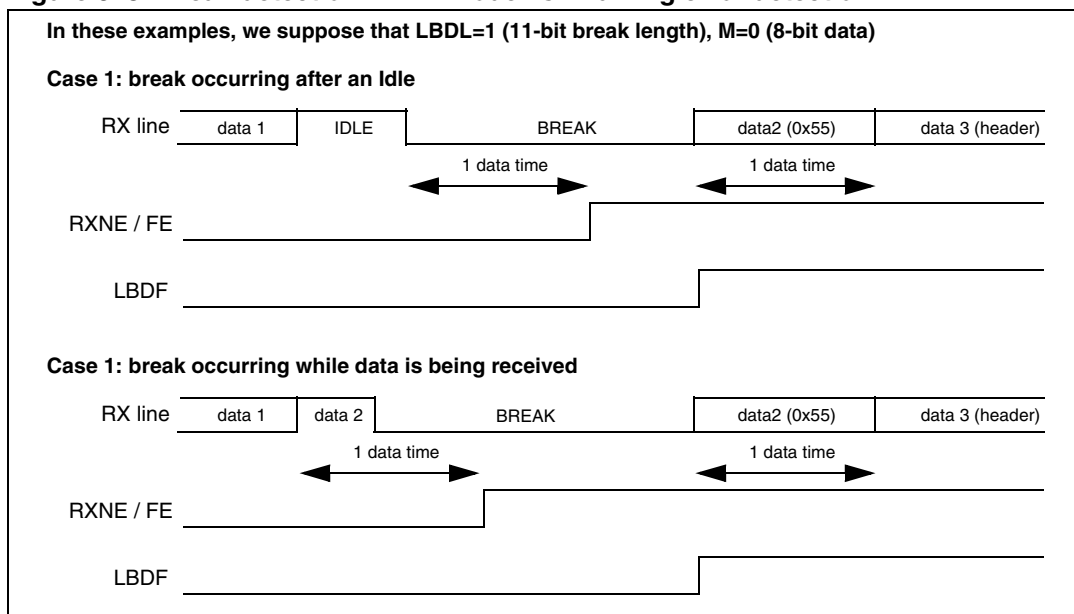 In these examples, we suppose that LBDL=1 (11-bit break length), M=0 (8-bit data)
Case 1: break occurring after an Idle
RX line data 1 IDLE BREAK data2 (0x55) data 3 (header)
1 data time 1 data time
RXNE / FE
LBDF
Case 1: break occurring while data is being received
RX line data 1 data 2 BREAK data2 (0x55) data 3 (header)
1 data time 1 data time
RXNE / FE
LBDF